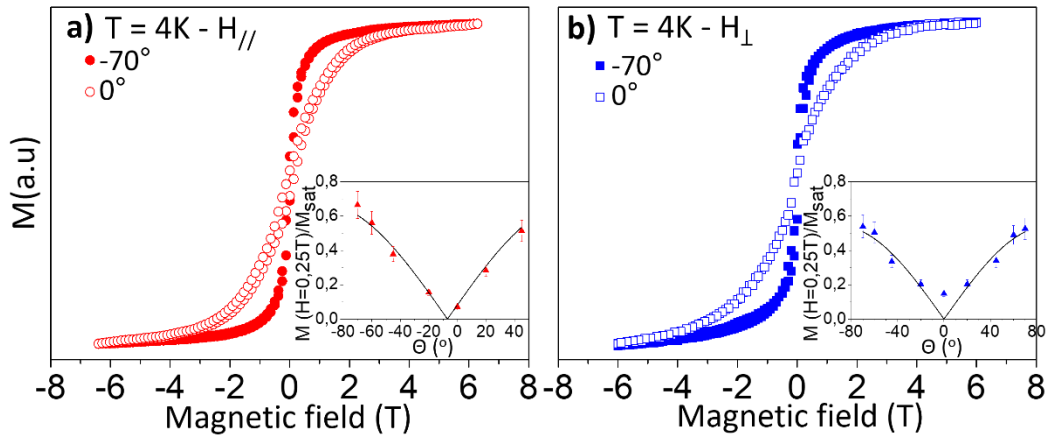 a) T = 4K - H//
-70°
0°
M(a.u)
M (H=0,25T)/Msat
0,8
0,6
0,4
0,2
0,0
-80 -60 -40 -20 0 20 40
Θ (°)
-8 -6 -4 -2 0 2 4 6 8
Magnetic field (T)
b) T = 4K - H⊥
-70°
0°
M (H=0,25T)/Msat
0,8
0,6
0,4
0,2
0,0
-80 -40 0 40 80
Θ (°)
-8 -6 -4 -2 0 2 4 6 8
Magnetic field (T)